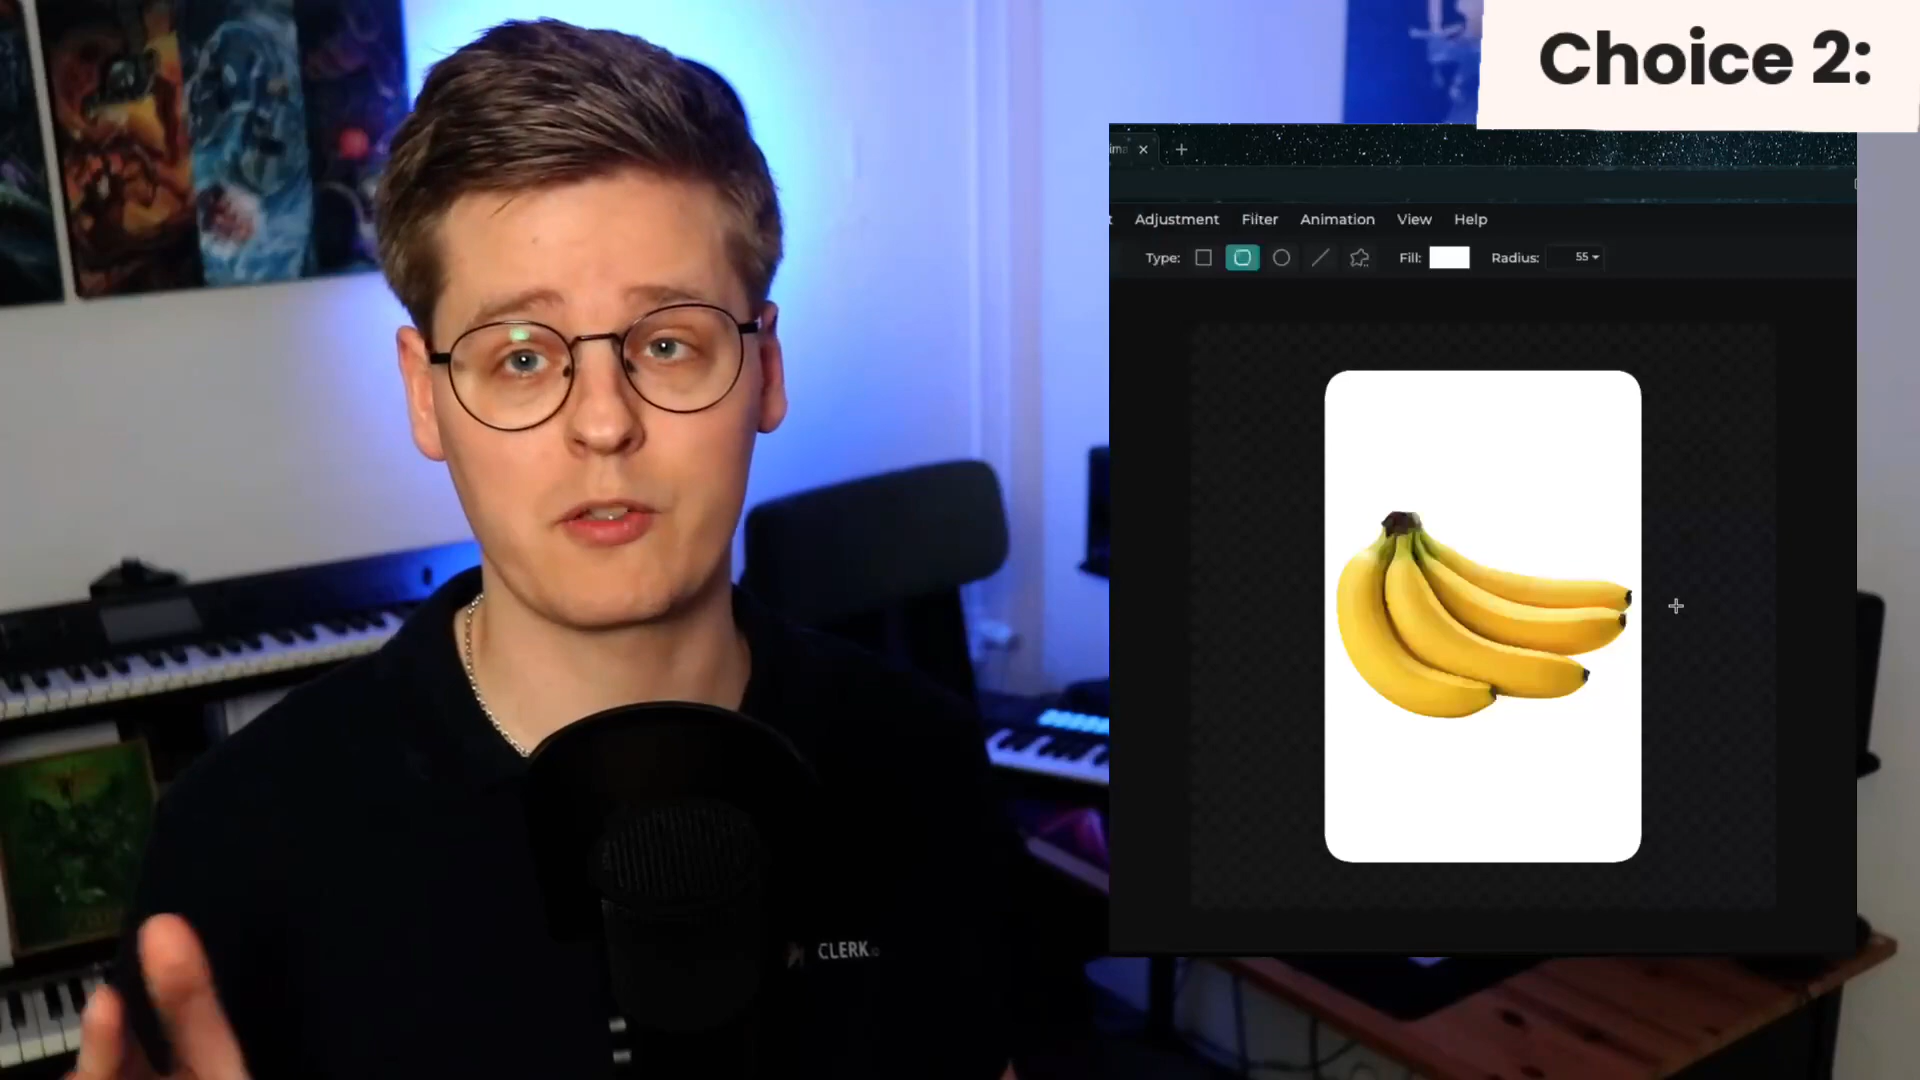 Choice 2:
Adjustment Filter Animation View Help
Type: Fill: Radius: 55
CLERK